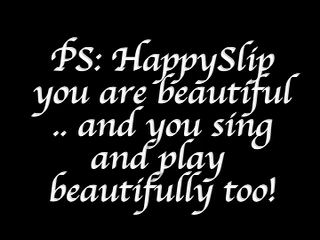 PS: HappySlip
you are beautiful
.. and you sing
and play
beautifully too!